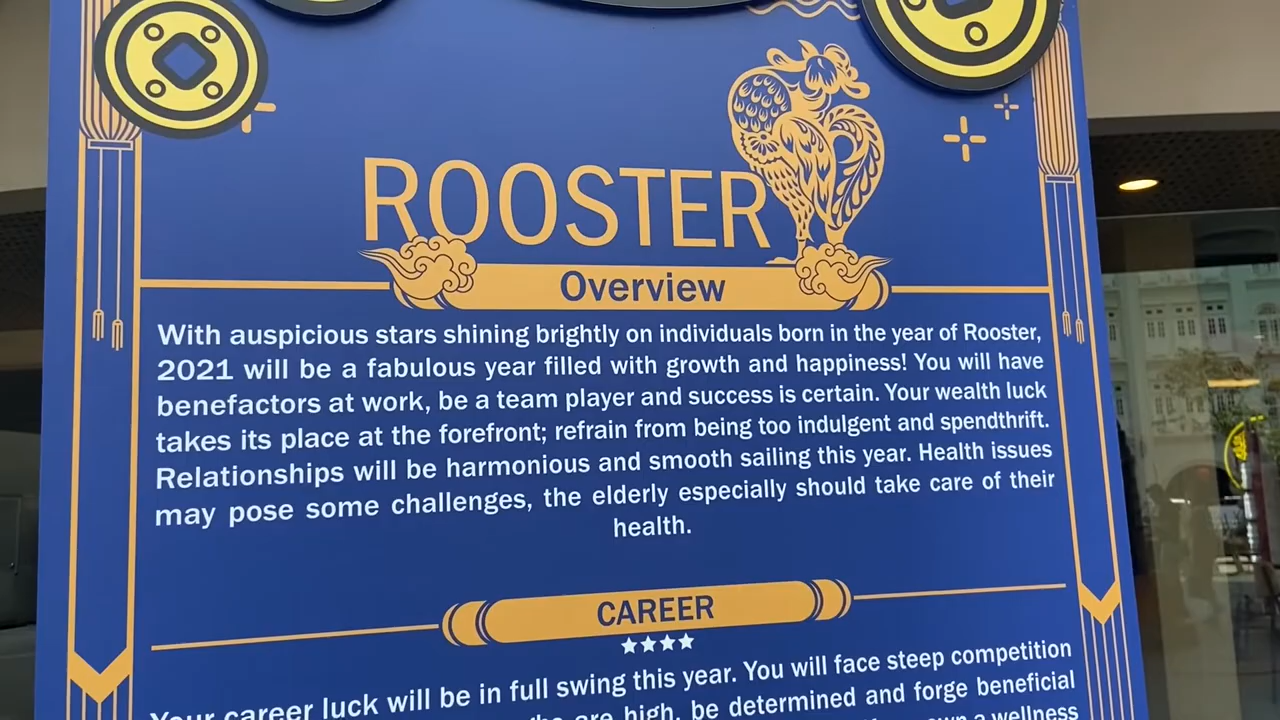 ROOSTER
Overview
With auspicious stars shining brightly on individuals born in the year of Rooster,
2021 will be a fabulous year filled with growth and happiness! You will have
benefactors at work, be a team player and success is certain. Your wealth luck
takes its place at the forefront; refrain from being too indulgent and spendthrift.
Relationships will be harmonious and smooth sailing this year. Health issues
may pose some challenges, the elderly especially should take care of their
health.
CAREER
Your career luck will be in full swing this year. You will face steep competition
are high, be determined and forge beneficial
a wellness